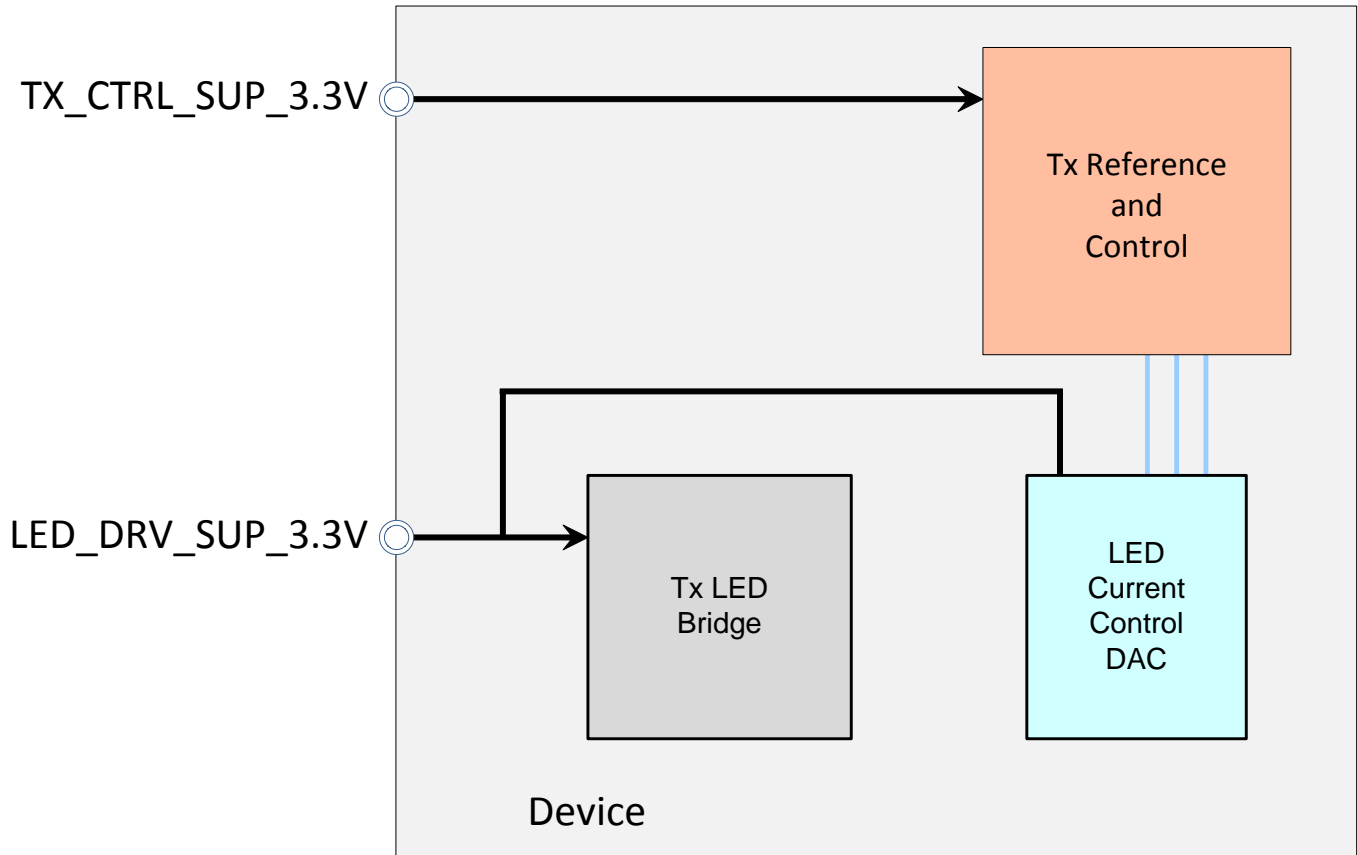 TX_CTRL_SUP_3.3V
Tx Reference
and
Control
LED_DRV_SUP_3.3V
Tx LED
Bridge
LED
Current
Control
DAC
Device